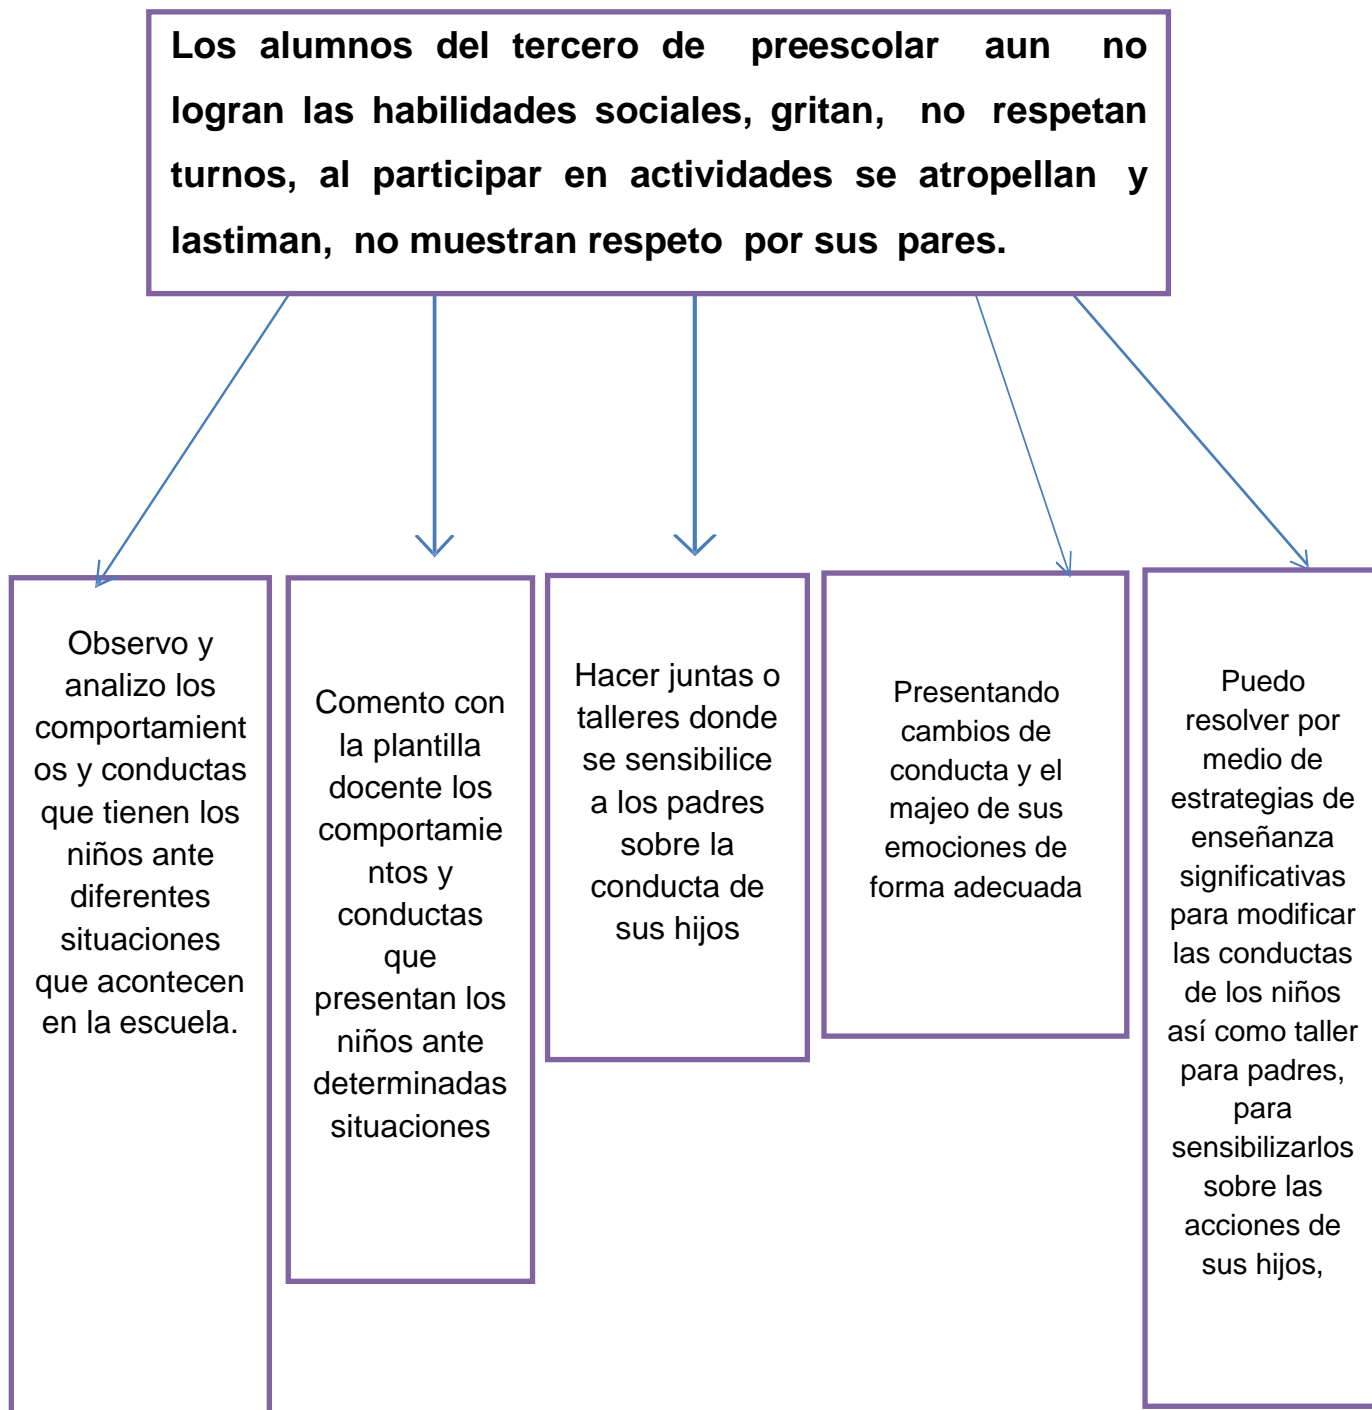 Los alumnos del tercero de preescolar aun no
logran las habilidades sociales, gritan, no respetan
turnos, al participar en actividades se atropellan y
lastiman, no muestran respeto por sus pares.
Observo y
analizo los
comportamient
os y conductas
que tienen los
niños ante
diferentes
situaciones
que acontecen
en la escuela.
Comento con
la plantilla
docente los
comportamie
ntos y
conductas
que
presentan los
niños ante
determinadas
situaciones
Hacer juntas o
talleres donde
se sensibilice
a los padres
sobre la
conducta de
sus hijos
Presentando
cambios de
conducta y el
majeo de sus
emociones de
forma adecuada
Puedo
resolver por
medio de
estrategias de
enseñanza
significativas
para modificar
las conductas
de los niños
así como taller
para padres,
para
sensibilizarlos
sobre las
acciones de
sus hijos,